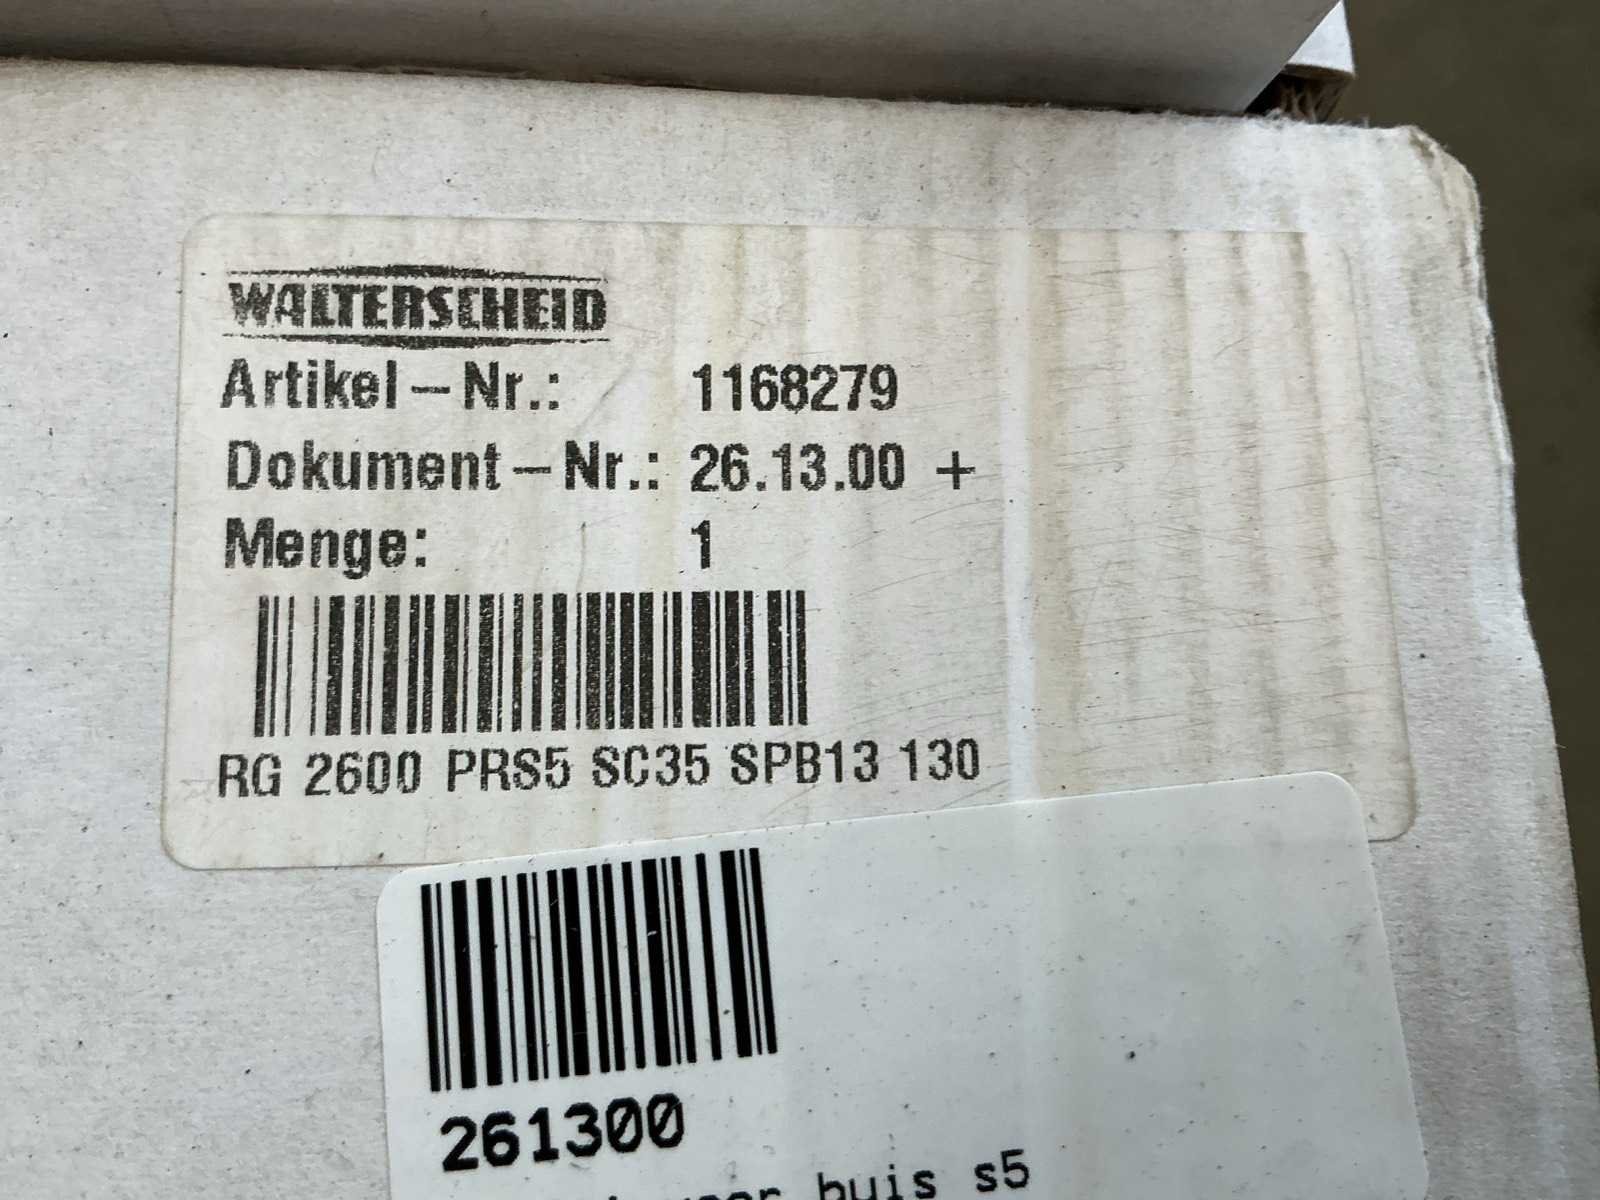 WALTERSCHEID
Artikel-Nr.: 1168279
Dokument-Nr.: 26.13.00 +
Menge: 1
RG 2600 PRS5 SC35 SPB13 130
261300
buis s5